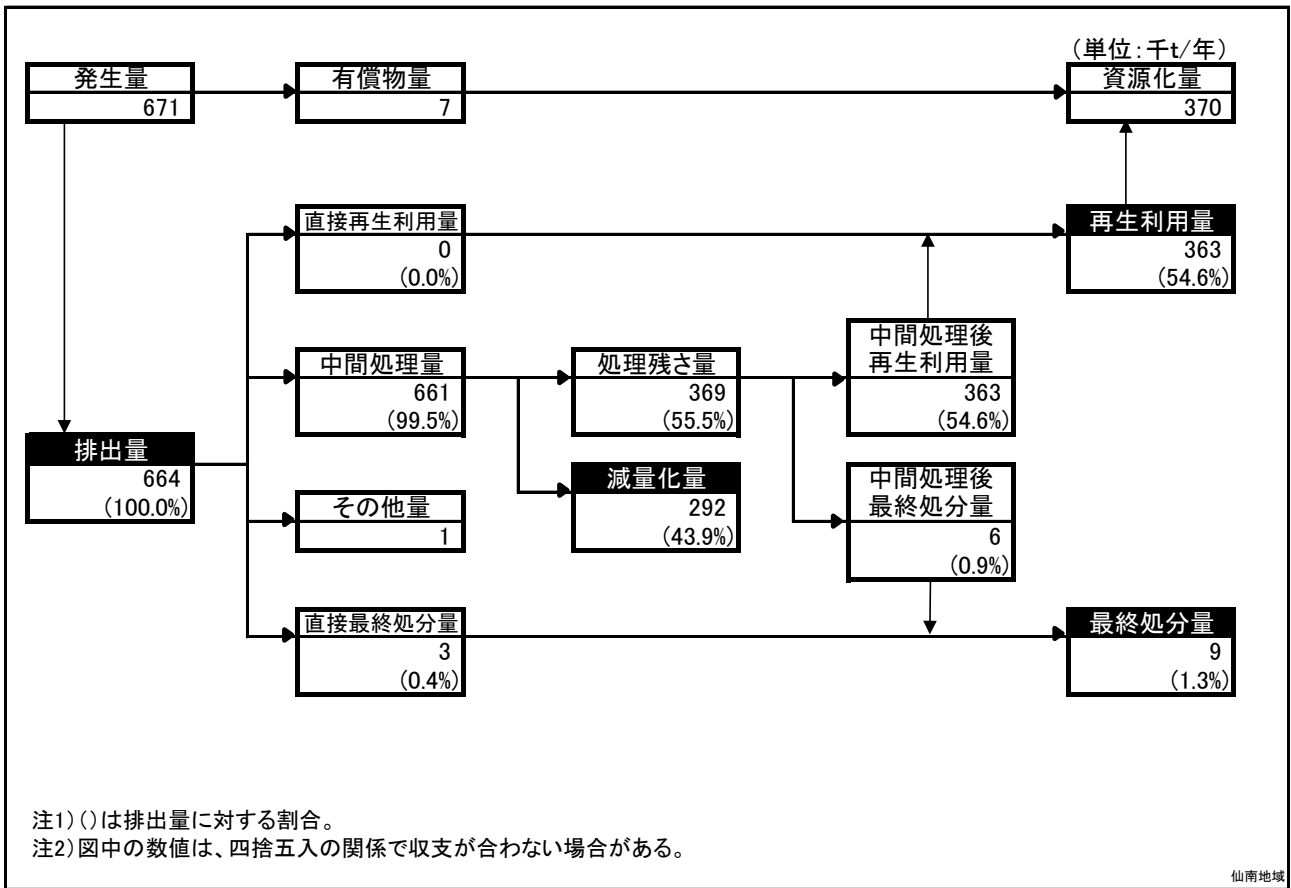 (単位:千t/年)
発生量
671
有償物量
7
資源化量
370
直接再生利用量
0
(0.0%)
再生利用量
363
(54.6%)
中間処理量
661
(99.5%)
処理残さ量
369
(55.5%)
中間処理後
再生利用量
363
(54.6%)
排出量
664
(100.0%)
その他量
1
減量化量
292
(43.9%)
中間処理後
最終処分量
6
(0.9%)
直接最終処分量
3
(0.4%)
最終処分量
9
(1.3%)
注1)()は排出量に対する割合。
注2)図中の数値は、四捨五入の関係で収支が合わない場合がある。
仙南地域